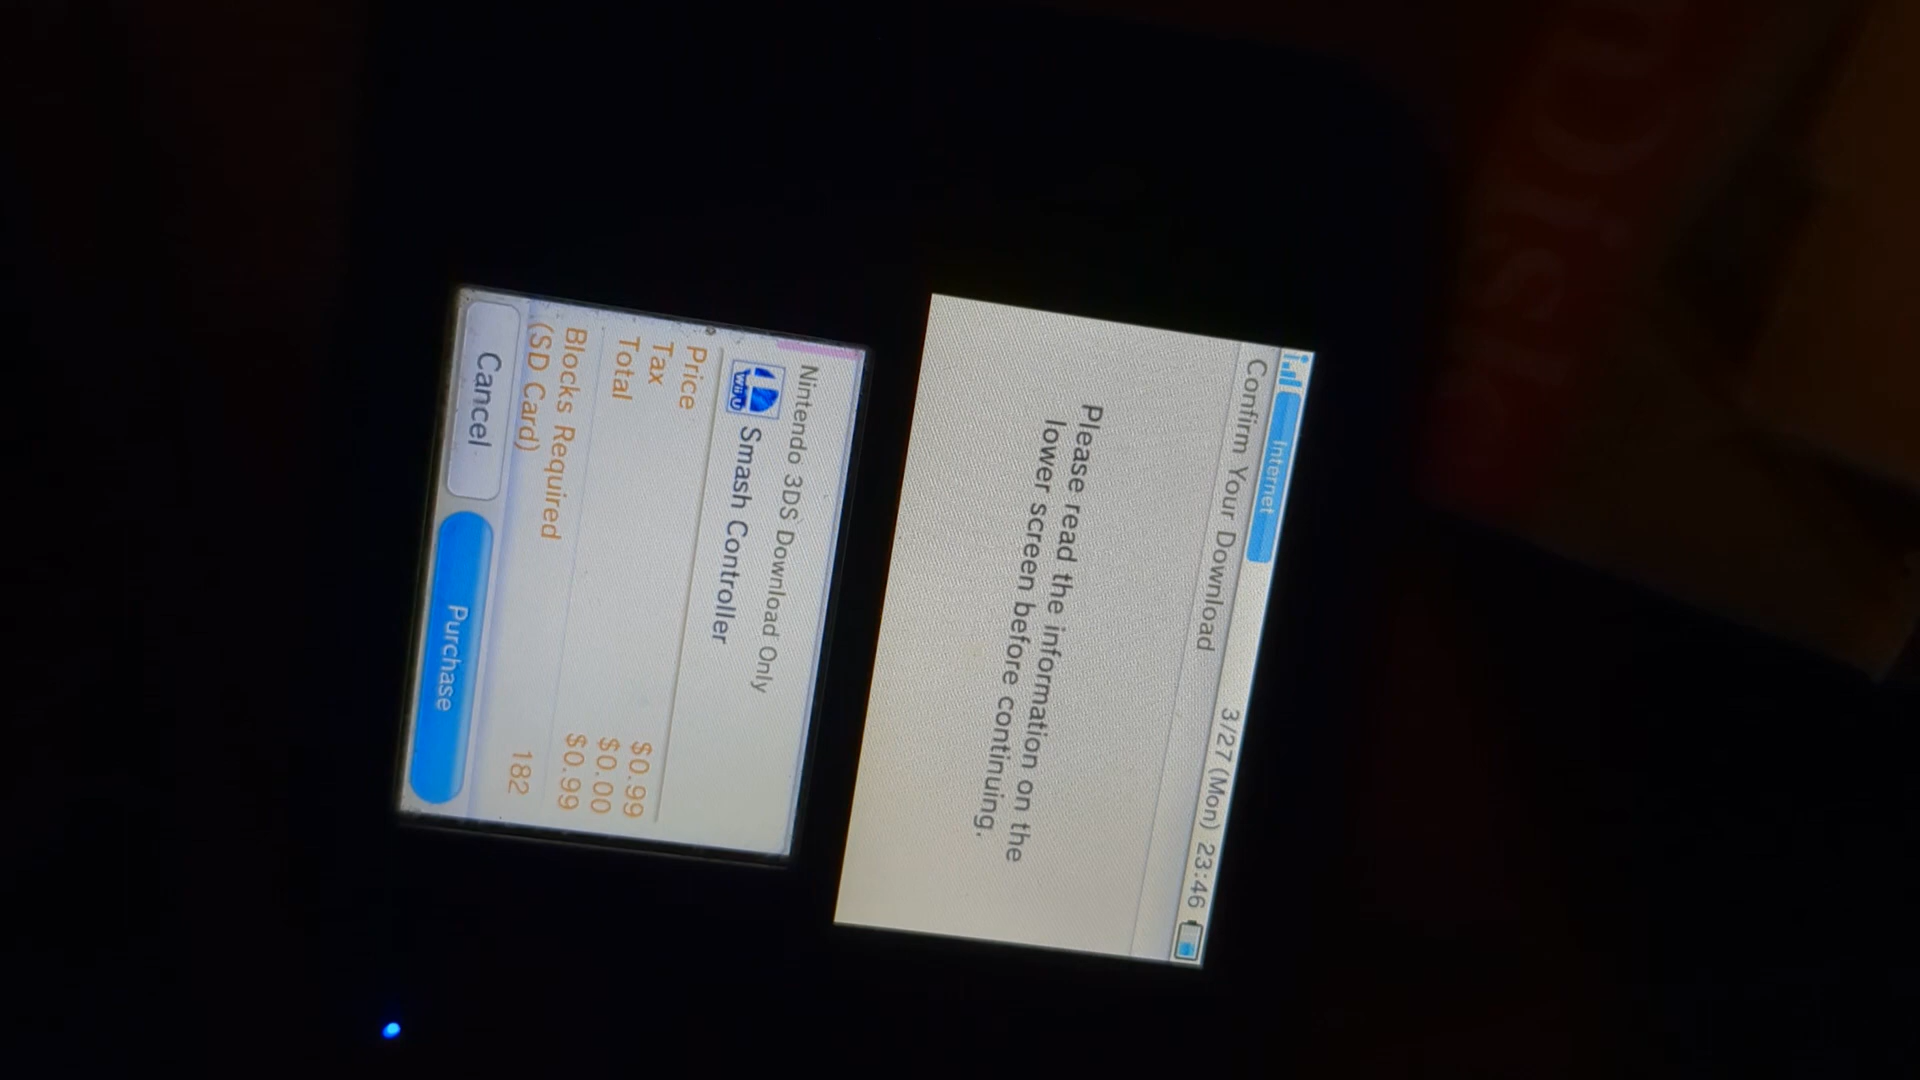 Internet
3/27 (Mon) 23:46
Confirm Your Download
Please read the information on the
lower screen before continuing.
Nintendo 3DS Download Only
Wii U
Smash Controller
Price $0.99
Tax $0.00
Total $0.99
Blocks Required
(SD Card) 182
Cancel
Purchase